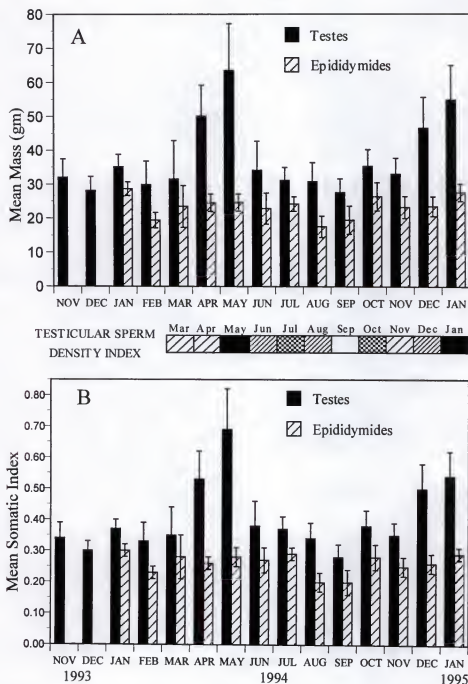 A
Testes
Epididymides
Mean Mass (gm)
80
70
60
50
40
30
20
10
0
NOV DEC JAN FEB MAR APR MAY JUN JUL AUG SEP OCT NOV DEC JAN
TESTICULAR SPERM
DENSITY INDEX
Mar Apr May Jun Jul Aug Sep Oct Nov Dec Jan
B
Testes
Epididymides
Mean Somatic Index
0.80
0.70
0.60
0.50
0.40
0.30
0.20
0.10
0.00
NOV DEC JAN FEB MAR APR MAY JUN JUL AUG SEP OCT NOV DEC JAN
1993 1994 1995